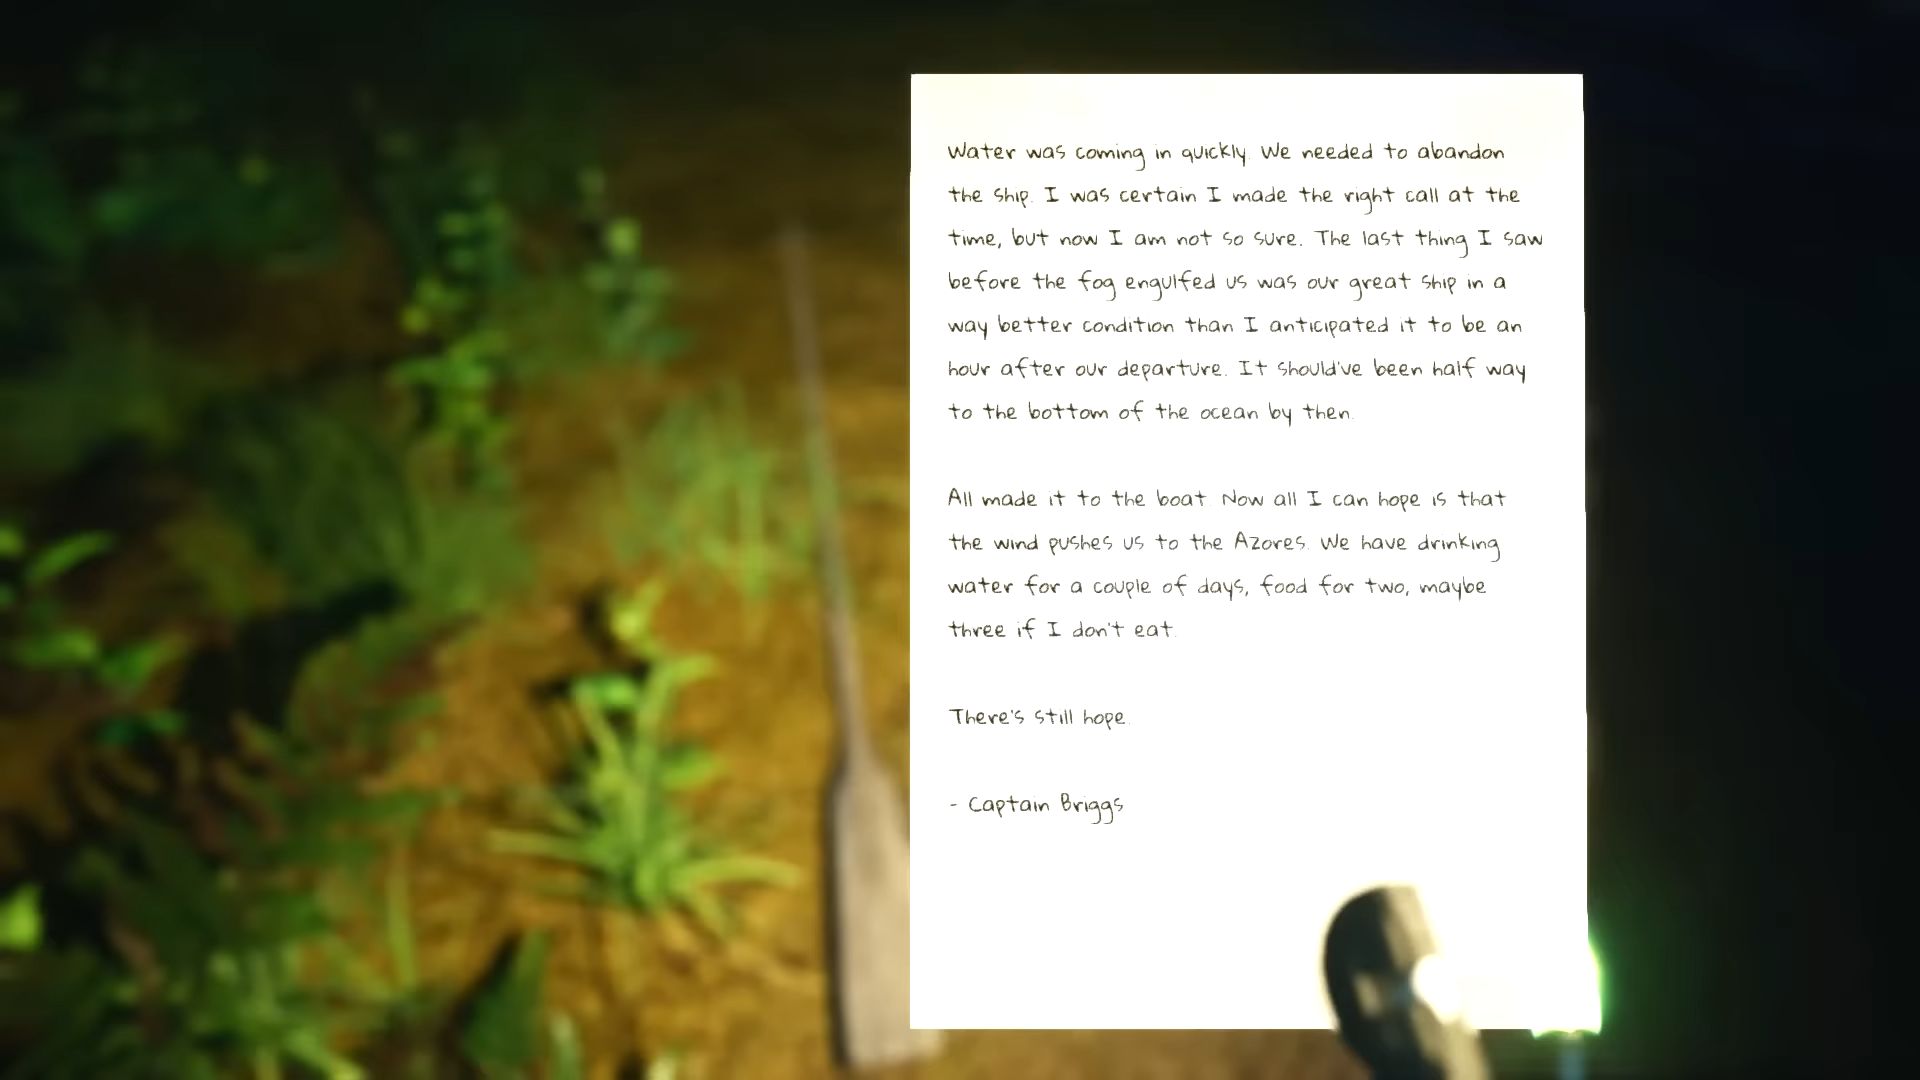 Water was coming in quickly. We needed to abandon
the ship. I was certain I made the right call at the
time, but now I am not so sure. The last thing I saw
before the fog engulfed us was our great ship in a
way better condition than I anticipated it to be an
hour after our departure. It should've been half way
to the bottom of the ocean by then.
All made it to the boat. Now all I can hope is that
the wind pushes us to the Azores. We have drinking
water for a couple of days, food for two, maybe
three if I don't eat.
There's still hope.
- Captain Briggs